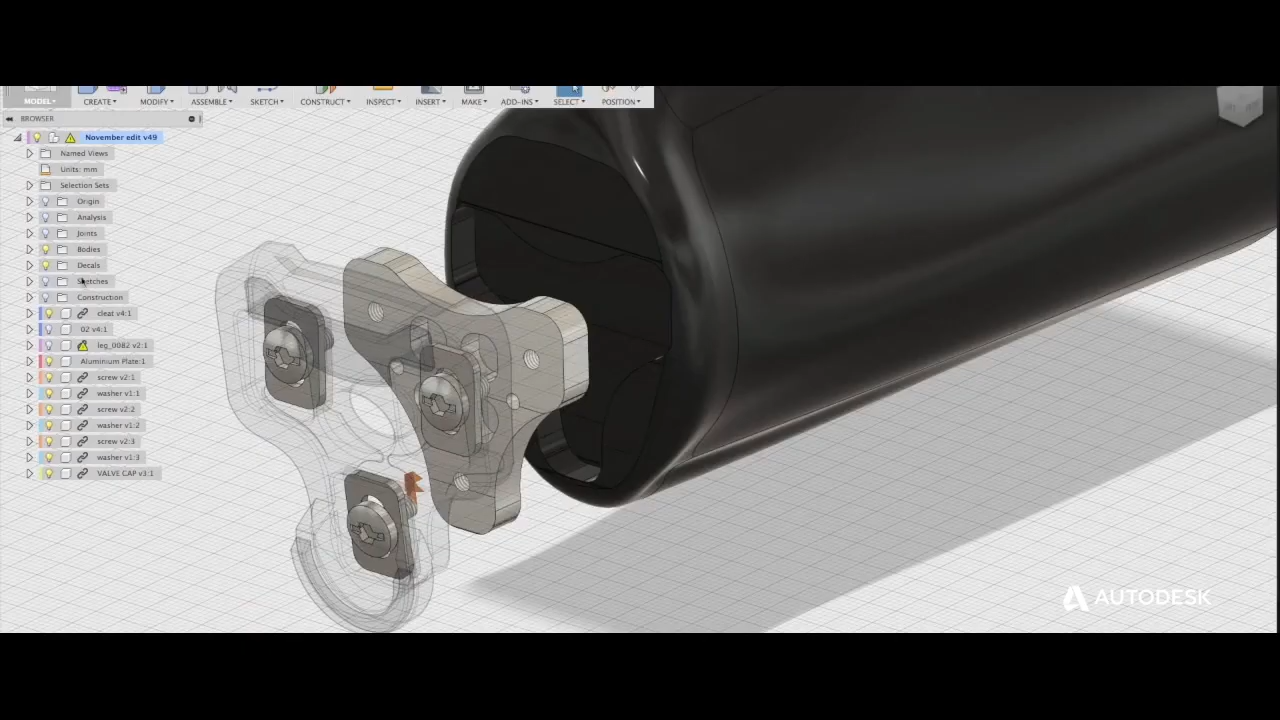 MODEL CREATE MODIFY ASSEMBLE SKETCH CONSTRUCT INSPECT INSERT MAKE ADD-INS SELECT POSITION
BROWSER
November edit v49
Named Views
Units: mm
Selection Sets
Origin
Analysis
Joints
Bodies
Decals
Sketches
Construction
cleat v4:1
02 v4:1
leg_0082 v2:1
Aluminium Plate:1
screw v2:1
washer v1:1
screw v2:2
washer v1:2
screw v2:3
washer v1:3
VALVE CAP v3:1
AUTODESK